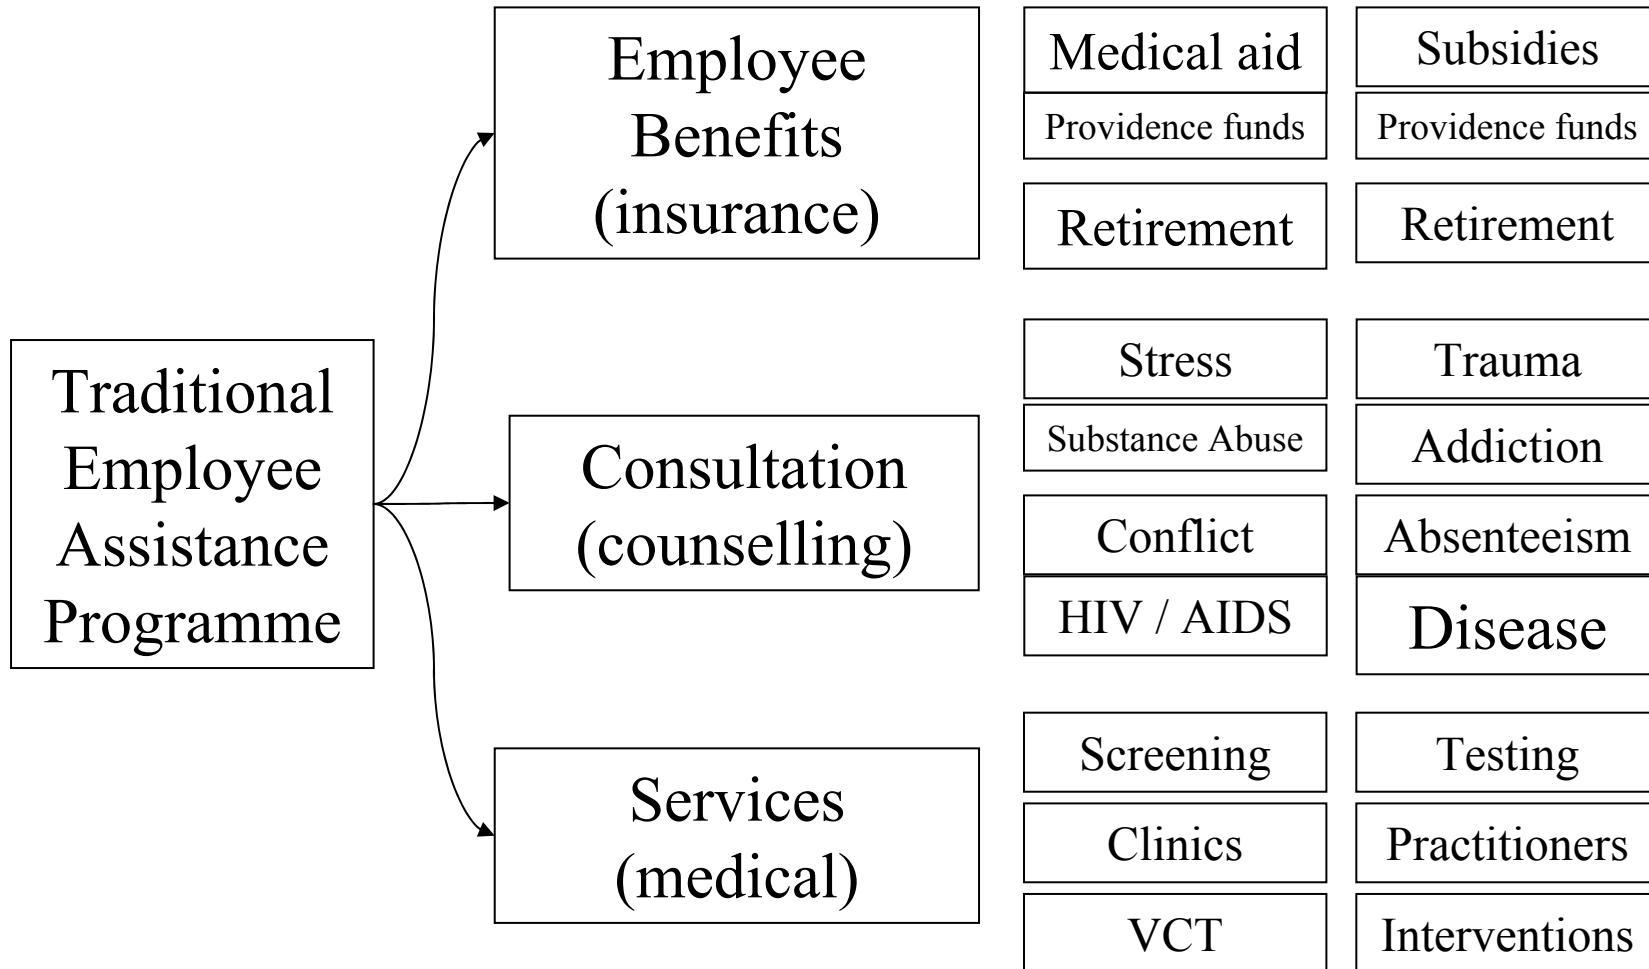 Traditional
Employee
Assistance
Programme
Employee
Benefits
(insurance)
Medical aid
Subsidies
Providence funds
Providence funds
Retirement
Retirement
Consultation
(counselling)
Stress
Trauma
Substance Abuse
Addiction
Conflict
Absenteeism
HIV / AIDS
Disease
Services
(medical)
Screening
Testing
Clinics
Practitioners
VCT
Interventions